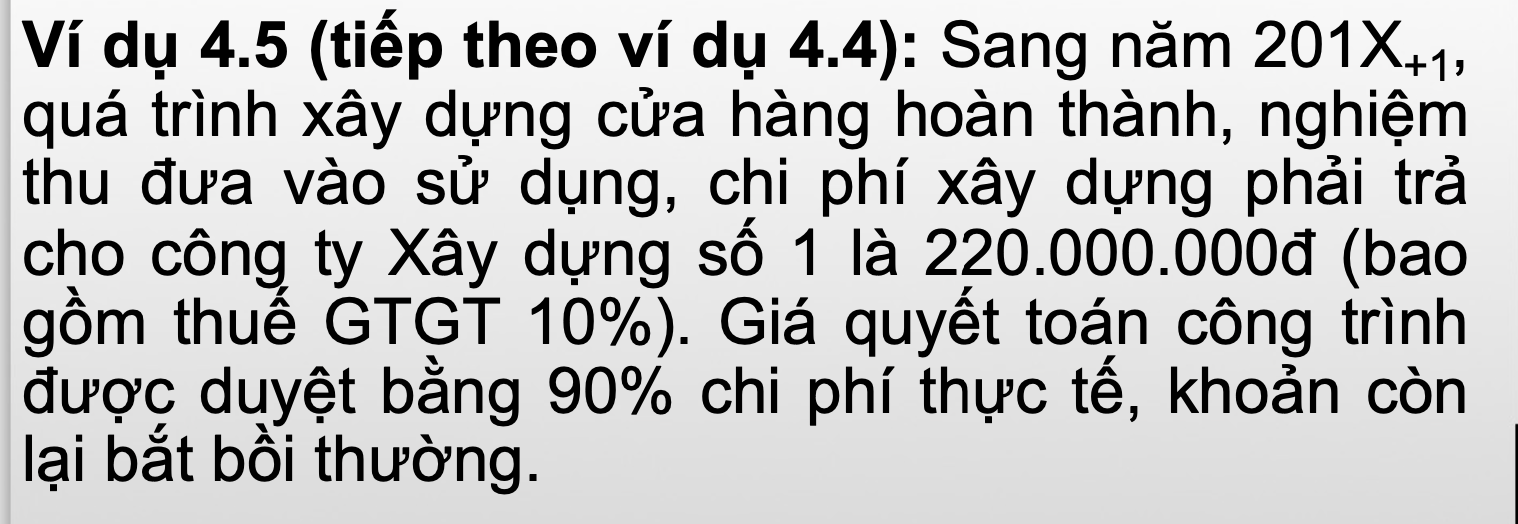 Ví dụ 4.5 (tiếp theo ví dụ 4.4): Sang năm 201X₊₁,
quá trình xây dựng cửa hàng hoàn thành, nghiệm
thu đưa vào sử dụng, chi phí xây dựng phải trả
cho công ty Xây dựng số 1 là 220.000.000đ (bao
gồm thuế GTGT 10%). Giá quyết toán công trình
được duyệt bằng 90% chi phí thực tế, khoản còn
lại bắt bồi thường.